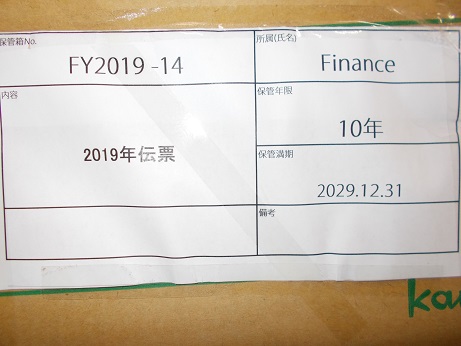 保管箱No.
FY2019 -14
所属(氏名)
Finance
内容
2019年伝票
保管年限
10年
保管満期
2029.12.31
備考